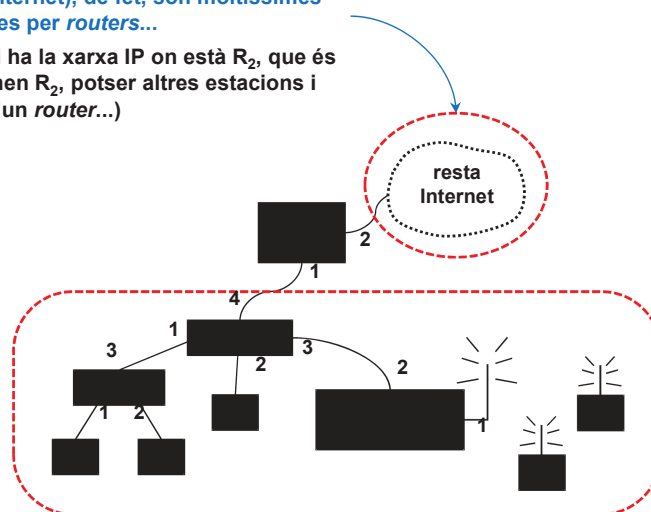 nternet), de fet, són moltíssimes
es per routers...
ha la xarxa IP on està R2, que és
nen R2, potser altres estacions i
un router...)
resta
Internet
2
1
4
1
3
2
3
2
1
2
1